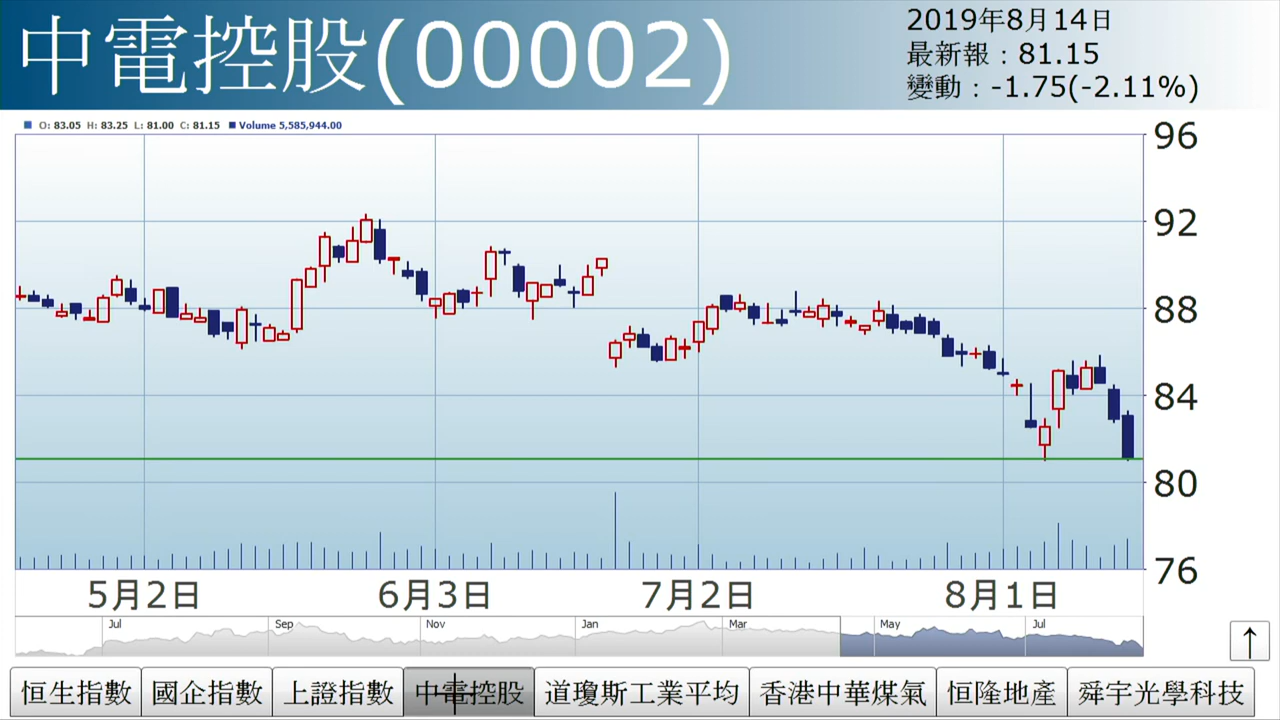 中電控股(00002)
2019年8月14日
最新報：81.15
變動：-1.75(-2.11%)
O: 83.05 H: 83.25 L: 81.00 C: 81.15 Volume 5,585,944.00
96
92
88
84
80
76
5月2日 6月3日 7月2日 8月1日
Jul Sep Nov Jan Mar May Jul
↑
恒生指數 國企指數 上證指數 中電控股 道瓊斯工業平均 香港中華煤氣 恒隆地產 舜宇光學科技